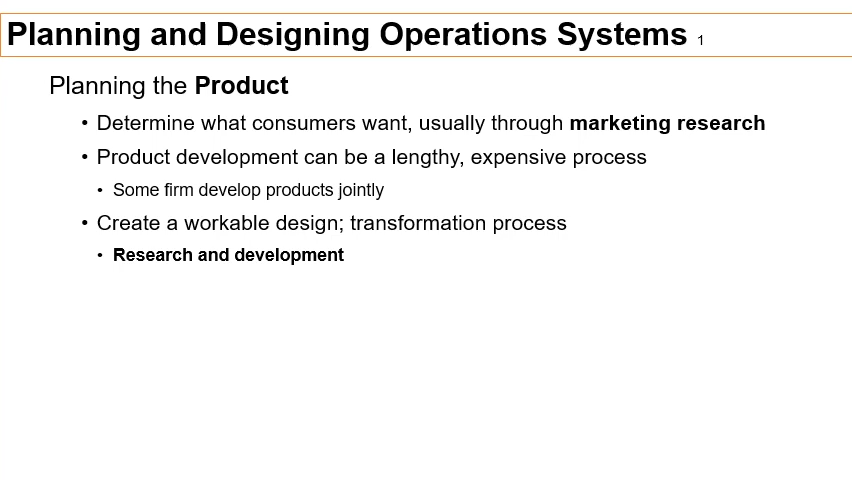 Planning and Designing Operations Systems 1
Planning the Product
• Determine what consumers want, usually through marketing research
• Product development can be a lengthy, expensive process
• Some firm develop products jointly
• Create a workable design; transformation process
• Research and development